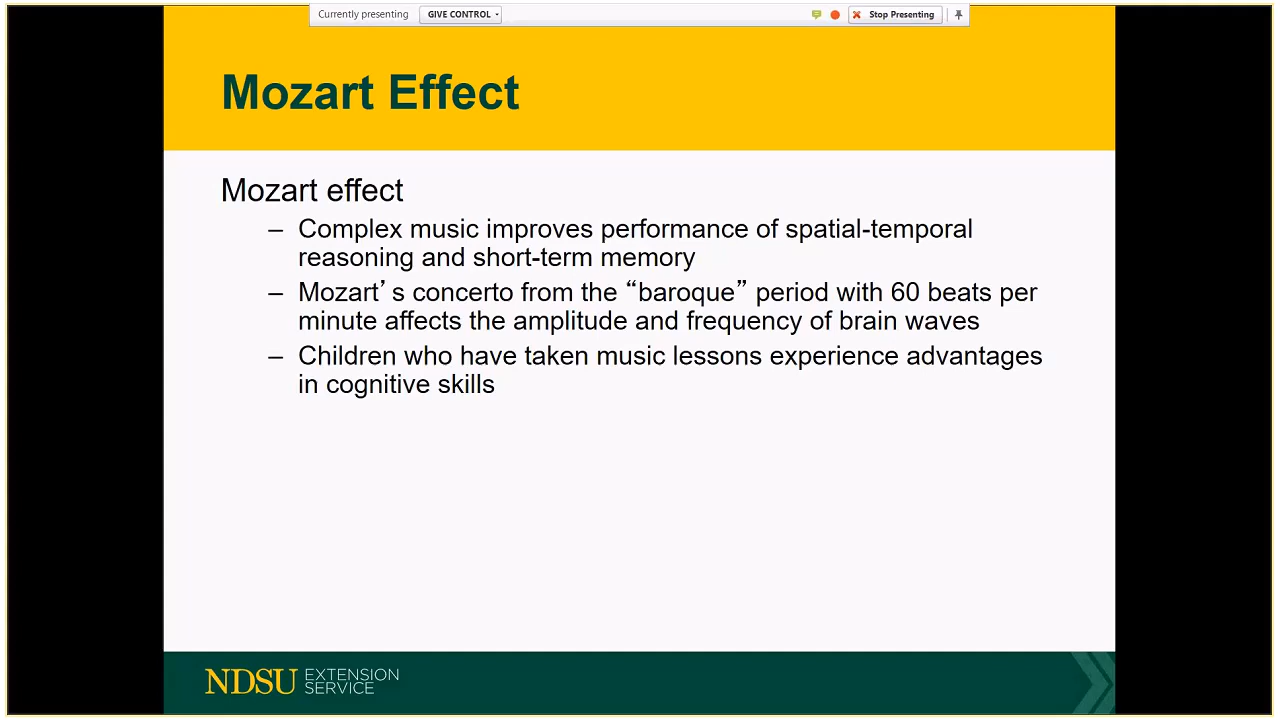 Currently presenting GIVE CONTROL Stop Presenting
Mozart Effect
Mozart effect
– Complex music improves performance of spatial-temporal
reasoning and short-term memory
– Mozart’s concerto from the “baroque” period with 60 beats per
minute affects the amplitude and frequency of brain waves
– Children who have taken music lessons experience advantages
in cognitive skills
NDSU EXTENSION
SERVICE